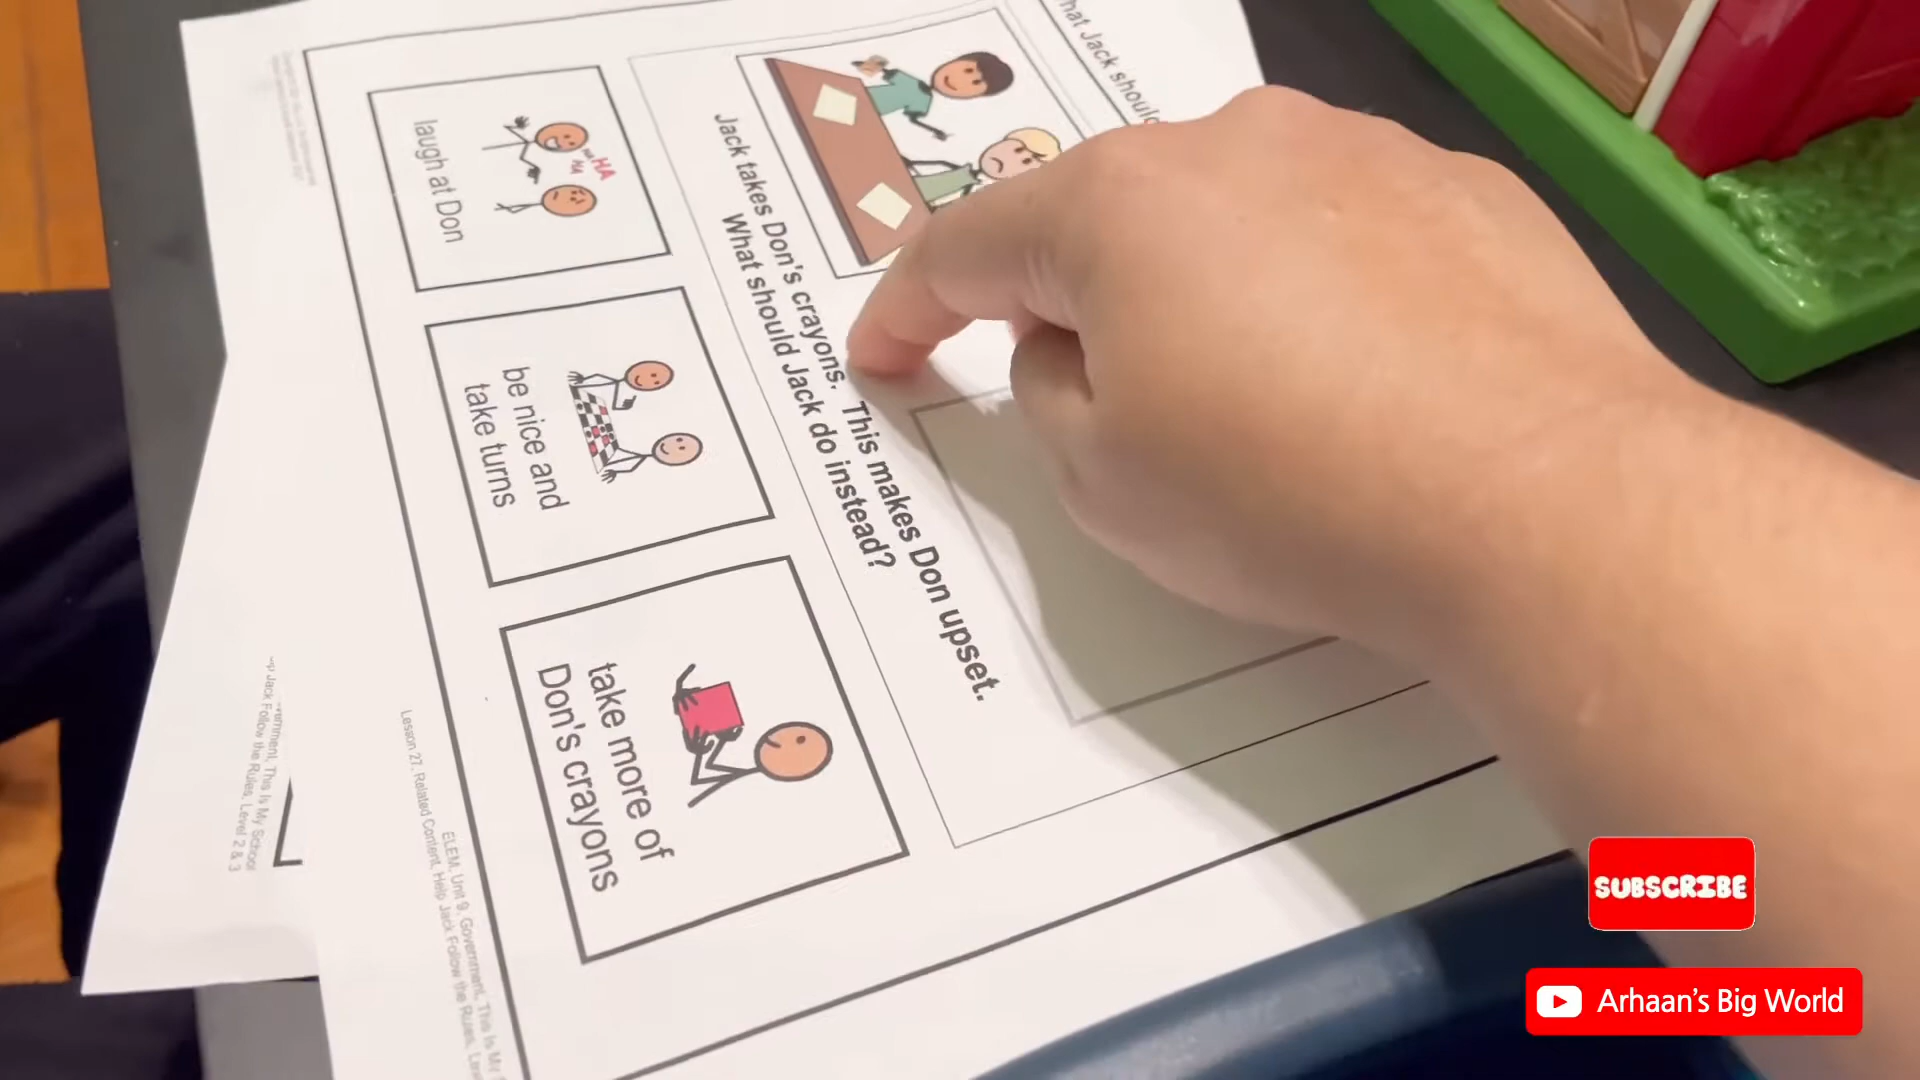 hat Jack should
Jack takes Don's crayons. This makes Don upset.
What should Jack do instead?
HA
HA
laugh at Don
be nice and
take turns
take more of
Don's crayons
ELEM, Unit 9, Government, This Is My
Lesson 27, Related Content, Help Jack Follow the Rules,
This Is My School
Jack Follow the Rules, Level 2 & 3
SUBSCRIBE
Arhaan's Big World